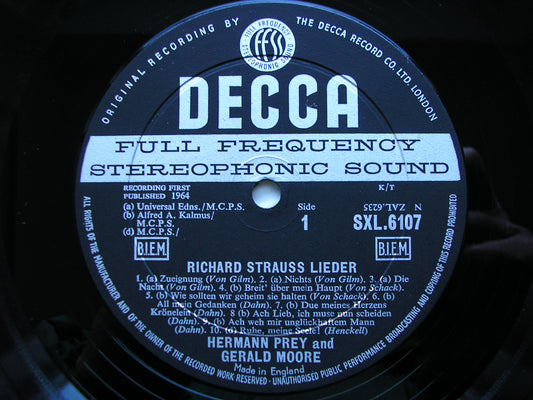 ORIGINAL RECORDING BY THE DECCA RECORD CO. LTD. LONDON
FULL FREQUENCY
ffss
STEREOPHONIC SOUND
DECCA
FULL FREQUENCY
STEREOPHONIC SOUND
RECORDING FIRST
PUBLISHED 1964
K/T
(a) Universal Edns./M.C.P.S.
(b) Alfred A. Kalmus/
M.C.P.S.
(d) M.C.P.S./
Side
1
N ZAL.6235
SXL.6107
B.I.E.M.
B.I.E.M.
RICHARD STRAUSS LIEDER
1. (a) Zueignung (Von Gilm). 2. (a) Nichts (Von Gilm). 3. (a) Die
Nacht (Von Gilm). 4. (b) Breit' über mein Haupt (Von Schack).
5. (b) Wie sollten wir geheim sie halten (Von Schack). 6. (b)
All mein Gedanken (Dahn). 7. (b) Due meines Herzens
Krönelein (Dahn). 8 (b) Ach Lieb, ich muse nun scheiden
(Dahn). 9. (b) Ach weh mir unglückhaftem Mann
(Dahn). 10. (d) Ruhe, meine Seele! (Henckell)
HERMANN PREY and
GERALD MOORE
Made in England
ALL RIGHTS OF THE MANUFACTURER AND OF THE OWNER OF THE RECORDED WORK RESERVED · UNAUTHORISED PUBLIC PERFORMANCE BROADCASTING AND COPYING OF THIS RECORD PROHIBITED